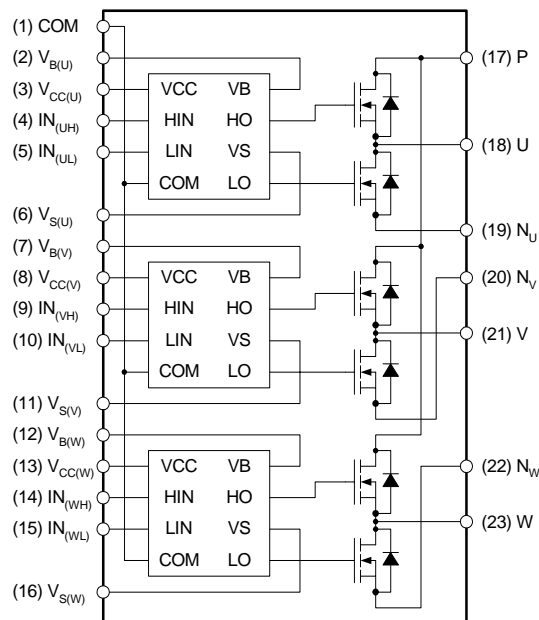 (1) COM
(2) V_B(U)
(3) V_CC(U)
(4) IN_(UH)
(5) IN_(UL)
(6) V_S(U)
(7) V_B(V)
(8) V_CC(V)
(9) IN_(VH)
(10) IN_(VL)
(11) V_S(V)
(12) V_B(W)
(13) V_CC(W)
(14) IN_(WH)
(15) IN_(WL)
(16) V_S(W)
VCC VB
HIN HO
LIN VS
COM LO
VCC VB
HIN HO
LIN VS
COM LO
VCC VB
HIN HO
LIN VS
COM LO
(17) P
(18) U
(19) N_U
(20) N_V
(21) V
(22) N_W
(23) W